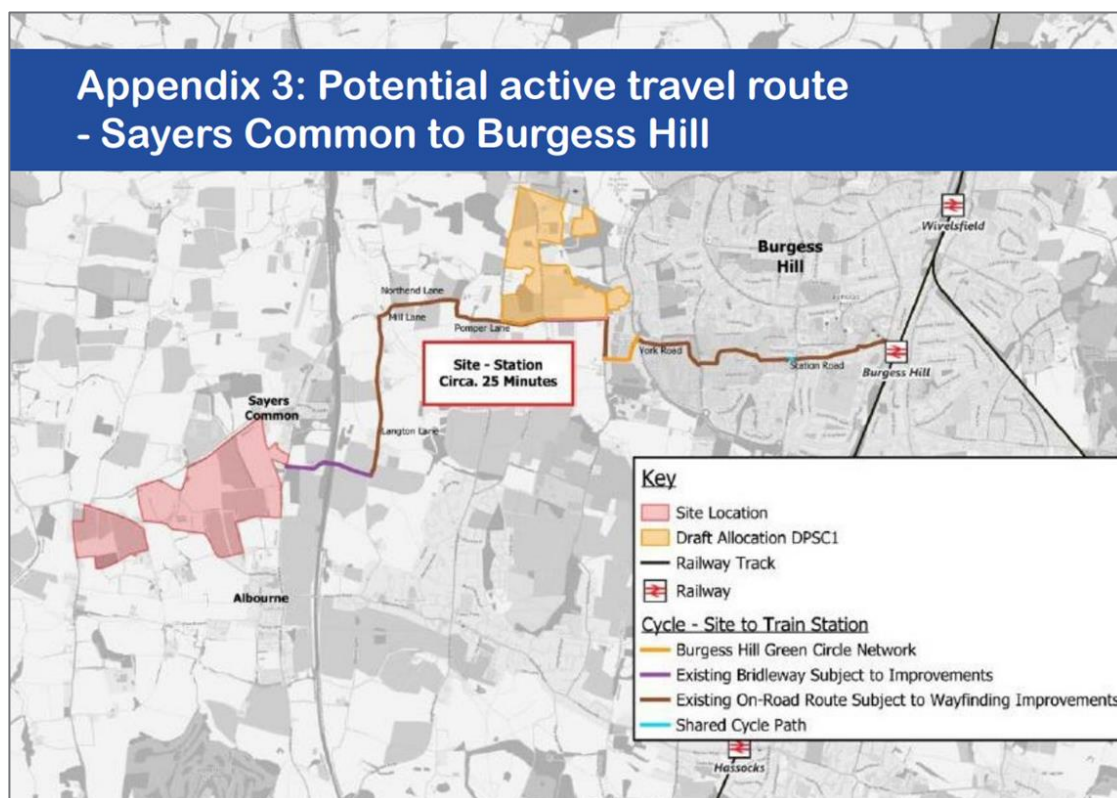 Appendix 3: Potential active travel route
- Sayers Common to Burgess Hill
Wivelsfield
Burgess
Hill
Northend Lane
Mill Lane
Pomper Lane
York Road
Station Road
Burgess Hill
Site - Station
Circa. 25 Minutes
Sayers
Common
Langton Lane
Albourne
Key
Site Location
Draft Allocation DPSC1
Railway Track
Railway
Cycle - Site to Train Station
Burgess Hill Green Circle Network
Existing Bridleway Subject to Improvements
Existing On-Road Route Subject to Wayfinding Improvements
Shared Cycle Path
Hassocks